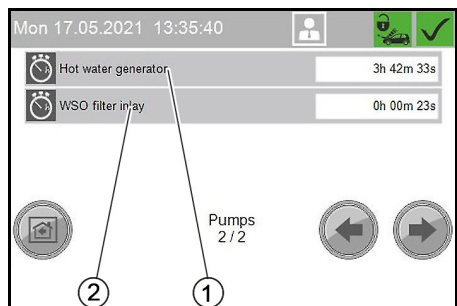 Mon 17.05.2021 13:35:40
Hot water generator 3h 42m 33s
WSO filter inlay 0h 00m 23s
Pumps
2 / 2
2 1